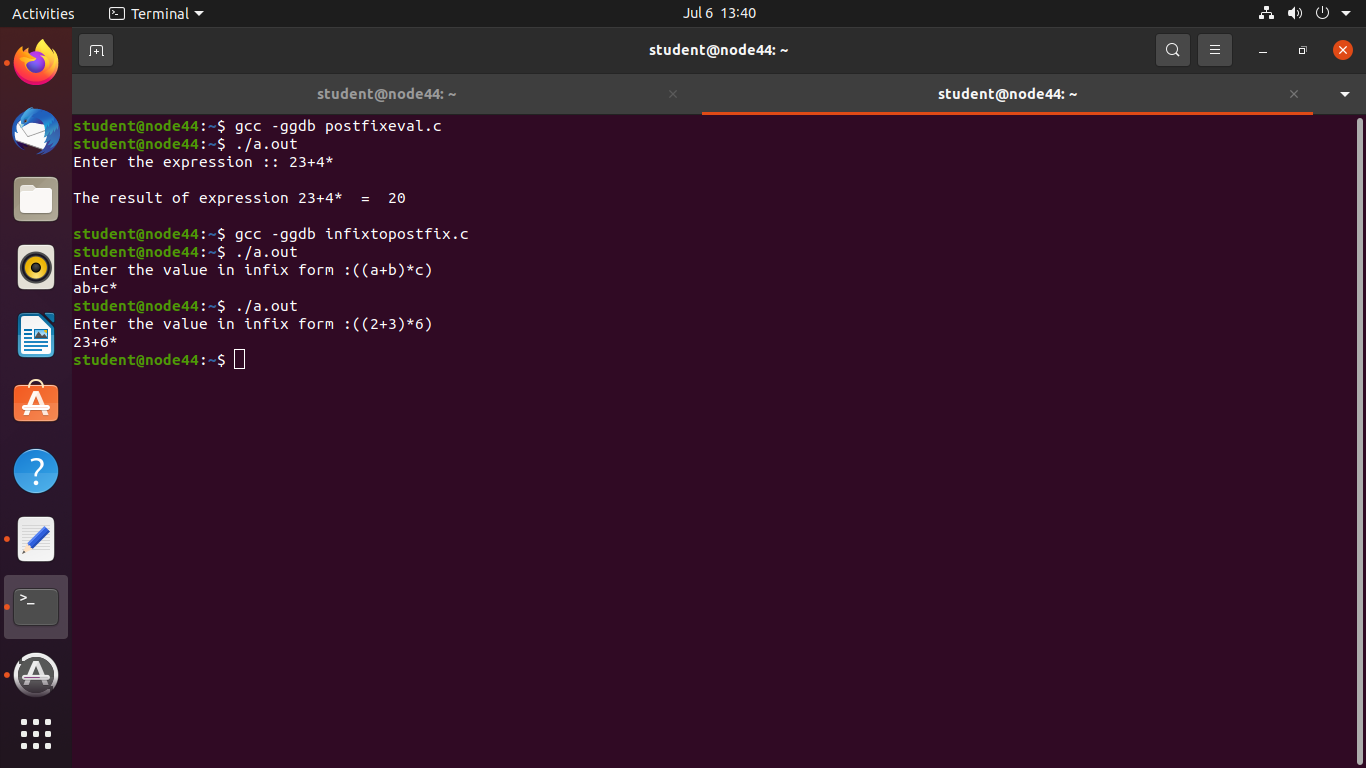 Activities
Terminal
Jul 6 13:40
student@node44: ~
student@node44: ~
student@node44: ~
student@node44:~$ gcc -ggdb postfixeval.c
student@node44:~$ ./a.out
Enter the expression :: 23+4*
The result of expression 23+4*  =  20
student@node44:~$ gcc -ggdb infixtopostfix.c
student@node44:~$ ./a.out
Enter the value in infix form :((a+b)*c)
ab+c*
student@node44:~$ ./a.out
Enter the value in infix form :((2+3)*6)
23+6*
student@node44:~$